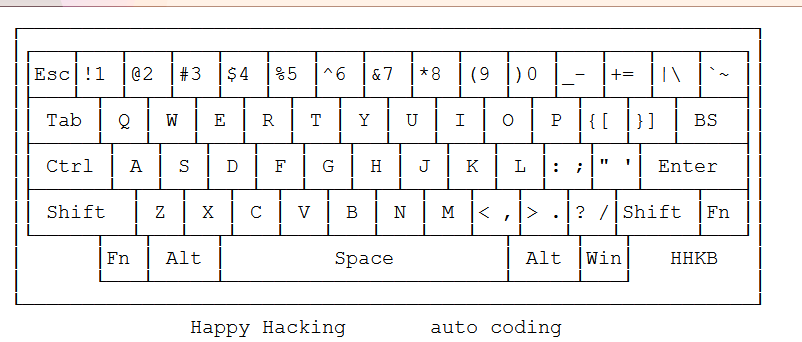 Esc !1 @2 #3 $4 %5 ^6 &7 *8 (9 )0 _- += |\ `~
Tab Q W E R T Y U I O P {[ }] BS
Ctrl A S D F G H J K L : ; " ' Enter
Shift Z X C V B N M < , > . ? / Shift Fn
Fn Alt Space Alt Win HHKB
Happy Hacking auto coding